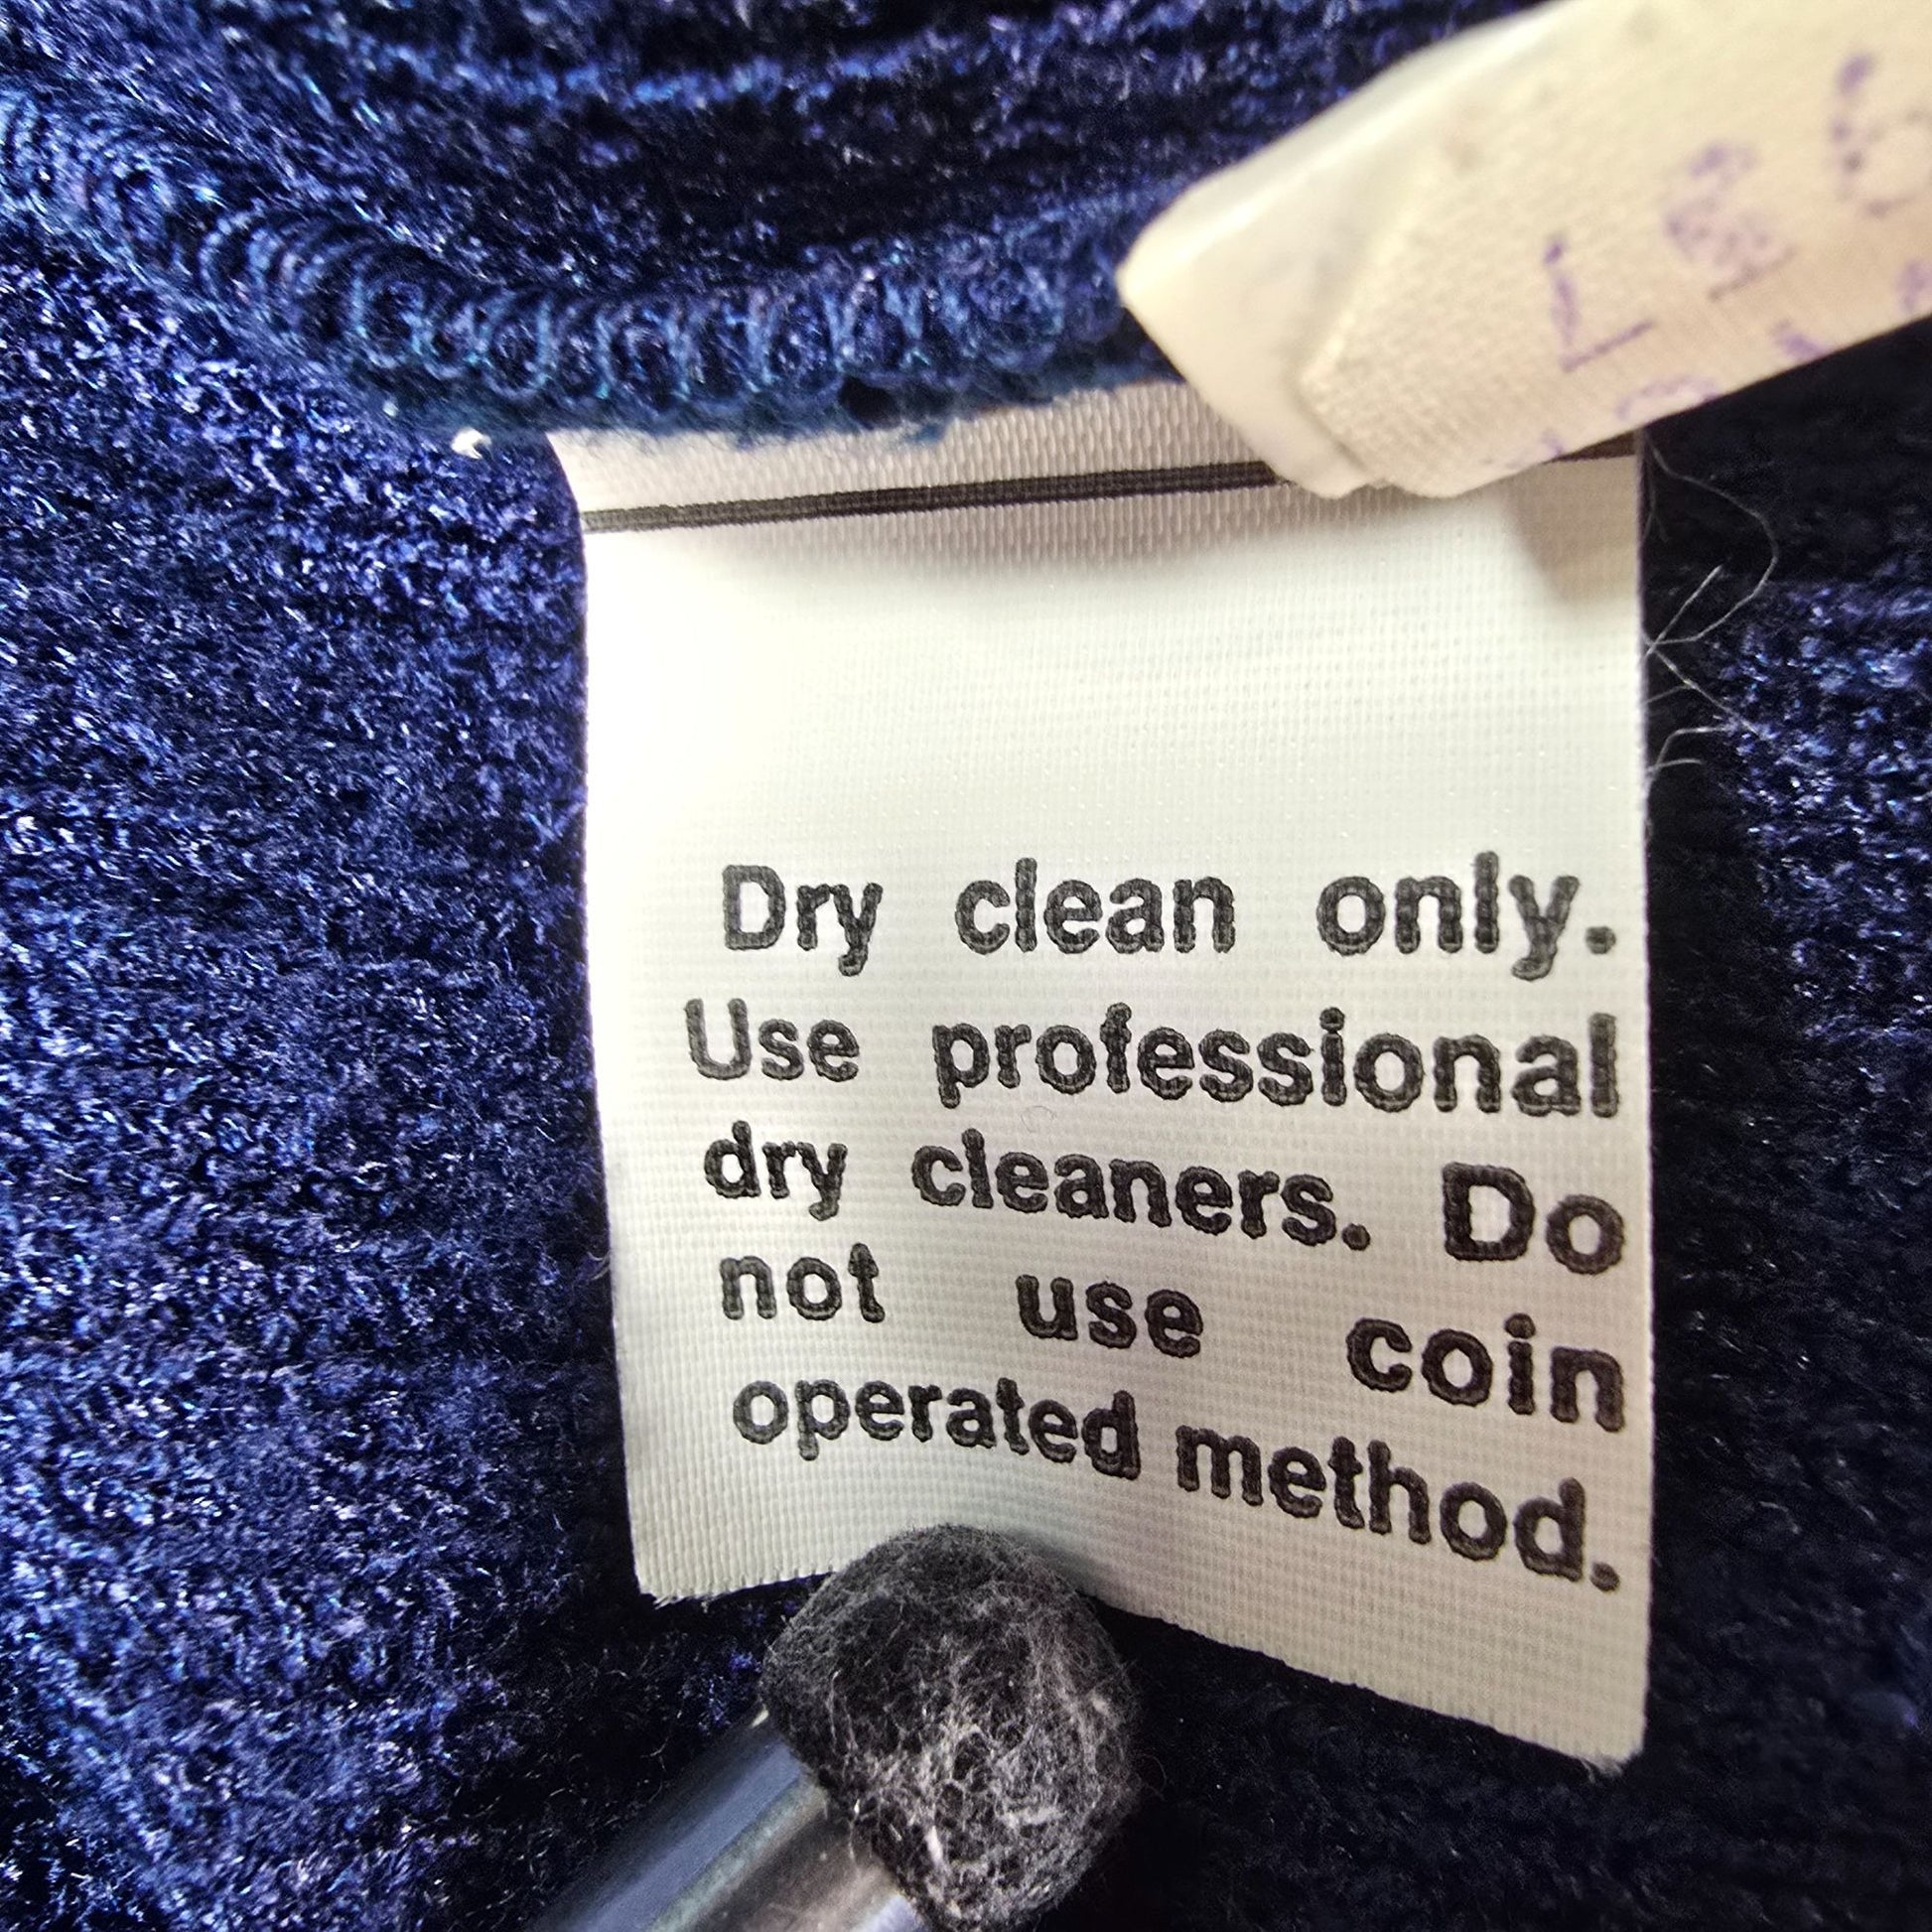 Dry clean only.
Use professional
dry cleaners. Do
not use coin
operated method.